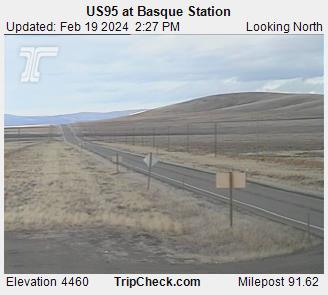 US95 at Basque Station
Updated: Feb 19 2024 2:27 PM Looking North
Elevation 4460 TripCheck.com Milepost 91.62